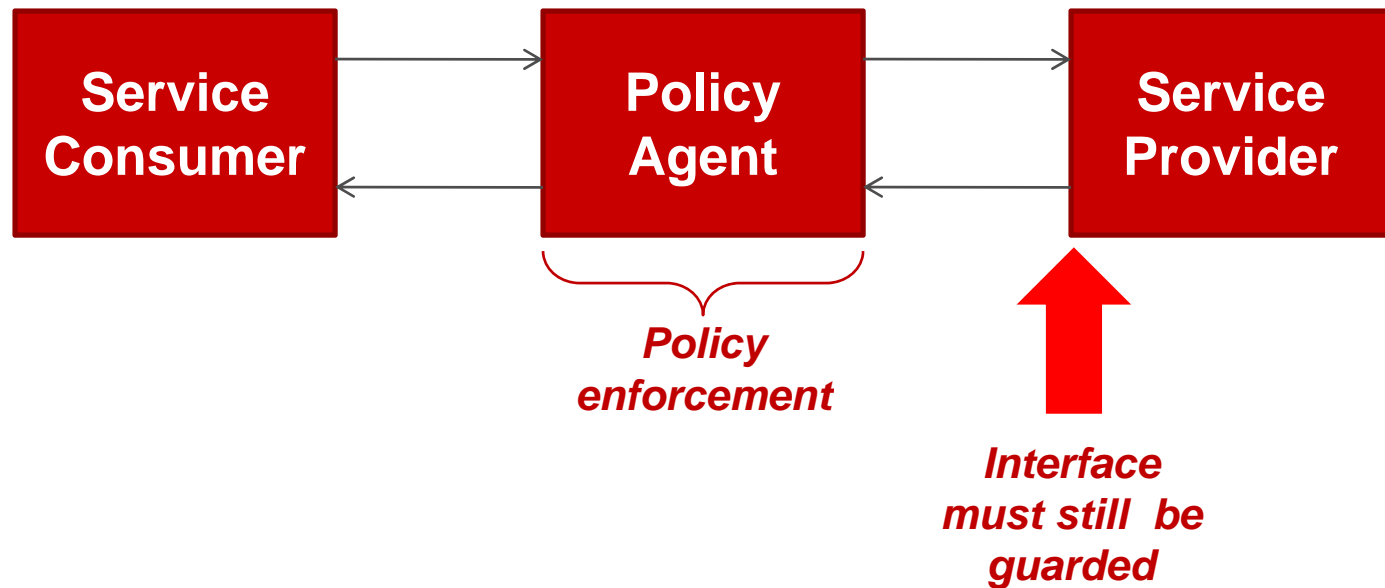 Service
Consumer
Policy
Agent
Service
Provider
Policy
enforcement
Interface
must still  be
guarded